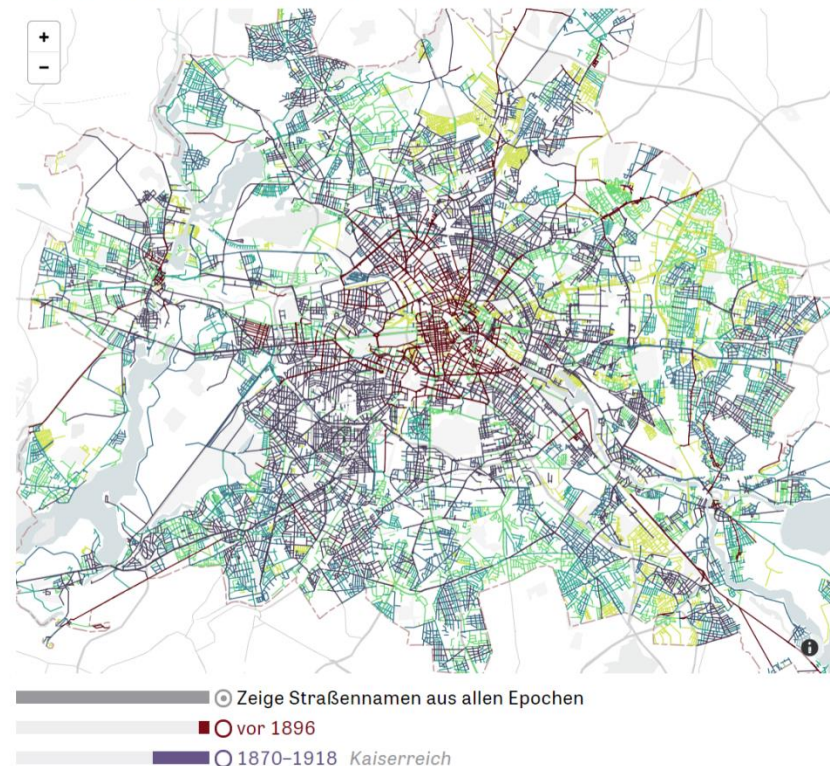 +
−
i
Zeige Straßennamen aus allen Epochen
vor 1896
1870–1918 Kaiserreich